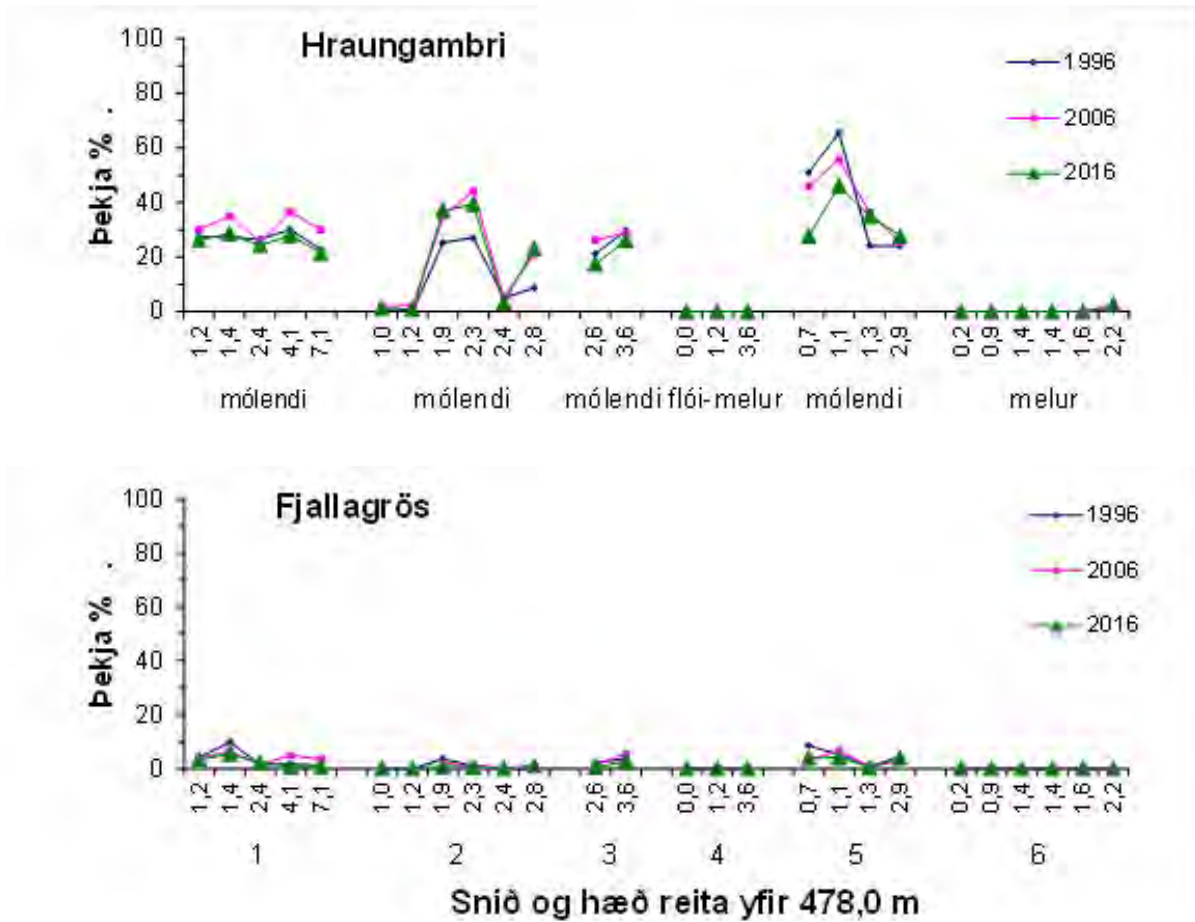 Hraungambri
100
80
60
40
20
0
Þekja % .
1996
2006
2016
1,2 1,4 2,4 4,1 7,1 1,0 1,2 1,9 2,3 2,4 2,8 2,6 3,6 0,0 1,2 3,6 0,7 1,1 1,3 2,9 0,2 0,9 1,4 1,4 1,6 2,2
mólendi mólendi mólendi flói-melur mólendi melur
Fjallagrös
100
80
60
40
20
0
Þekja % .
1996
2006
2016
1,2 1,4 2,4 4,1 7,1 1,0 1,2 1,9 2,3 2,4 2,8 2,6 3,6 0,0 1,2 3,6 0,7 1,1 1,3 2,9 0,2 0,9 1,4 1,4 1,6 2,2
1 2 3 4 5 6
Snið og hæð reita yfir 478,0 m